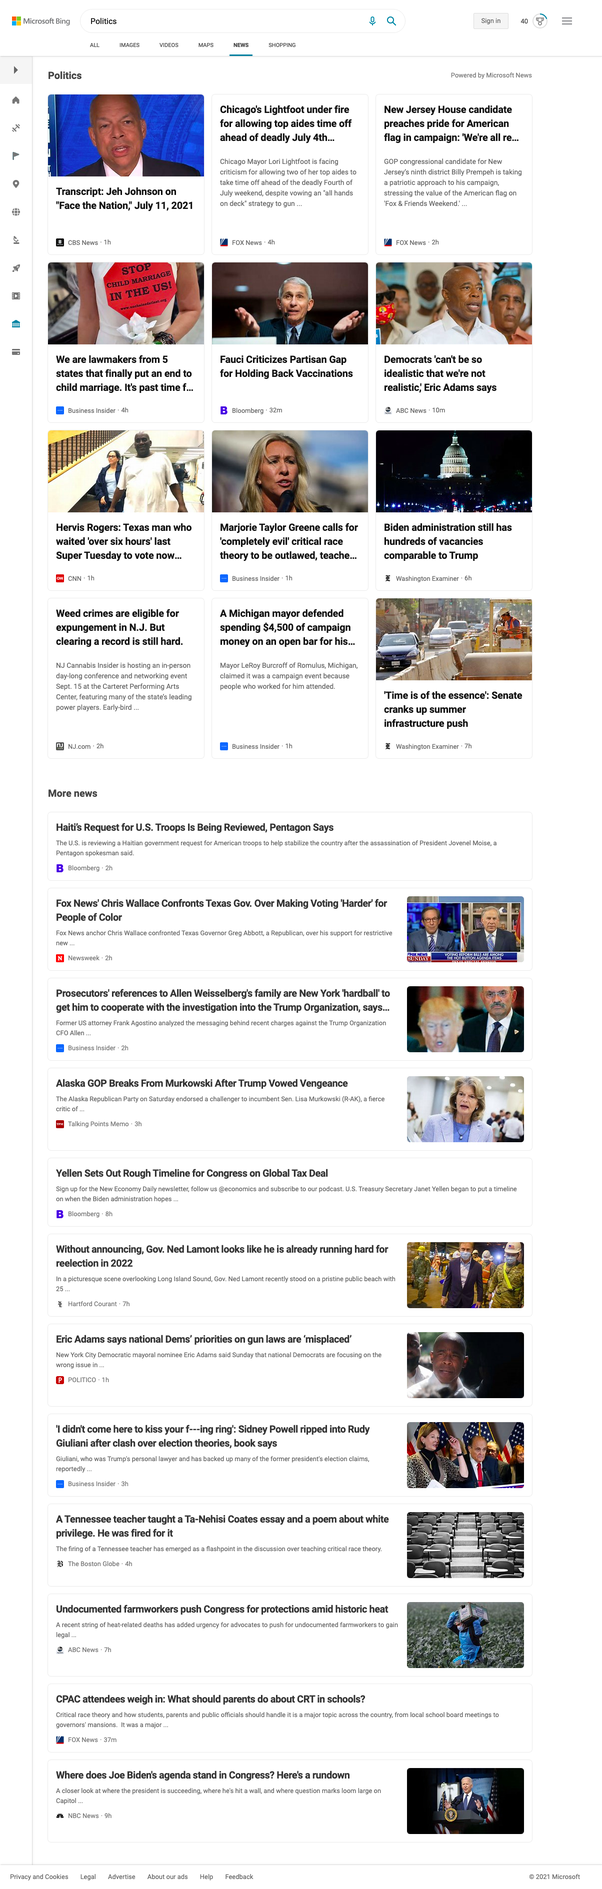 Microsoft Bing
Politics
Sign in
40
ALL
IMAGES
VIDEOS
MAPS
NEWS
SHOPPING
Politics
Powered by Microsoft News
Transcript: Jeh Johnson on
"Face the Nation," July 11, 2021
CBS News · 1h
Chicago's Lightfoot under fire
for allowing top aides time off
ahead of deadly July 4th...
Chicago Mayor Lori Lightfoot is facing
criticism for allowing two of her top aides to
take time off ahead of the deadly Fourth of
July weekend, despite vowing an "all hands
on deck" strategy to gun ...
FOX News · 4h
New Jersey House candidate
preaches pride for American
flag in campaign: 'We're all re...
GOP congressional candidate for New
Jersey's ninth district Billy Prempeh is taking
a patriotic approach to his campaign,
stressing the value of the American flag on
'Fox & Friends Weekend.' ...
FOX News · 2h
STOP
CHILD MARRIAGE
IN THE US!
We are lawmakers from 5
states that finally put an end to
child marriage. It's past time f...
Business Insider · 4h
Fauci Criticizes Partisan Gap
for Holding Back Vaccinations
Bloomberg · 32m
Democrats 'can't be so
idealistic that we're not
realistic,' Eric Adams says
ABC News · 10m
Hervis Rogers: Texas man who
waited 'over six hours' last
Super Tuesday to vote now...
CNN · 1h
Marjorie Taylor Greene calls for
'completely evil' critical race
theory to be outlawed, teache...
Business Insider · 1h
Biden administration still has
hundreds of vacancies
comparable to Trump
Washington Examiner · 6h
Weed crimes are eligible for
expungement in N.J. But
clearing a record is still hard.
NJ Cannabis Insider is hosting an in-person
day-long conference and networking event
Sept. 15 at the Carteret Performing Arts
Center, featuring many of the state's leading
power players. Early-bird ...
NJ.com · 2h
A Michigan mayor defended
spending $4,500 of campaign
money on an open bar for his...
Mayor LeRoy Burcroff of Romulus, Michigan,
claimed it was a campaign event because
people who worked for him attended.
Business Insider · 1h
'Time is of the essence': Senate
cranks up summer
infrastructure push
Washington Examiner · 7h
More news
Haiti's Request for U.S. Troops Is Being Reviewed, Pentagon Says
The U.S. is reviewing a Haitian government request for American troops to help stabilize the country after the assassination of President Jovenel Moise, a
Pentagon spokesman said.
Bloomberg · 2h
Fox News' Chris Wallace Confronts Texas Gov. Over Making Voting 'Harder' for
People of Color
Fox News anchor Chris Wallace confronted Texas Governor Greg Abbott, a Republican, over his support for restrictive
new ...
Newsweek · 2h
SUNDAY
VOTING REFORM BILLS ARE AMONG
THE HOT BUTTON AGENDA ITEMS
Prosecutors' references to Allen Weisselberg's family are New York 'hardball' to
get him to cooperate with the investigation into the Trump Organization, says...
Former US attorney Frank Agostino analyzed the messaging behind recent charges against the Trump Organization
CFO Allen ...
Business Insider · 2h
Alaska GOP Breaks From Murkowski After Trump Vowed Vengeance
The Alaska Republican Party on Saturday endorsed a challenger to incumbent Sen. Lisa Murkowski (R-AK), a fierce
critic of ...
Talking Points Memo · 3h
Yellen Sets Out Rough Timeline for Congress on Global Tax Deal
Sign up for the New Economy Daily newsletter, follow us @economics and subscribe to our podcast. U.S. Treasury Secretary Janet Yellen began to put a timeline
on when the Biden administration hopes ...
Bloomberg · 8h
Without announcing, Gov. Ned Lamont looks like he is already running hard for
reelection in 2022
In a picturesque scene overlooking Long Island Sound, Gov. Ned Lamont recently stood on a pristine public beach with
25 ...
Hartford Courant · 7h
Eric Adams says national Dems' priorities on gun laws are 'misplaced'
New York City Democratic mayoral nominee Eric Adams said Sunday that national Democrats are focusing on the
wrong issue in ...
POLITICO · 1h
'I didn't come here to kiss your f---ing ring': Sidney Powell ripped into Rudy
Giuliani after clash over election theories, book says
Giuliani, who was Trump's personal lawyer and has backed up many of the former president's election claims,
reportedly ...
Business Insider · 3h
A Tennessee teacher taught a Ta-Nehisi Coates essay and a poem about white
privilege. He was fired for it
The firing of a Tennessee teacher has emerged as a flashpoint in the discussion over teaching critical race theory.
The Boston Globe · 4h
Undocumented farmworkers push Congress for protections amid historic heat
A recent string of heat-related deaths has added urgency for advocates to push for undocumented farmworkers to gain
legal ...
ABC News · 7h
CPAC attendees weigh in: What should parents do about CRT in schools?
Critical race theory and how students, parents and public officials should handle it is a major topic across the country, from local school board meetings to
governors' mansions. It was a major ...
FOX News · 37m
Where does Joe Biden's agenda stand in Congress? Here's a rundown
A closer look at where the president is succeeding, where he's hit a wall, and where question marks loom large on
Capitol ...
NBC News · 9h
Privacy and Cookies
Legal
Advertise
About our ads
Help
Feedback
© 2021 Microsoft